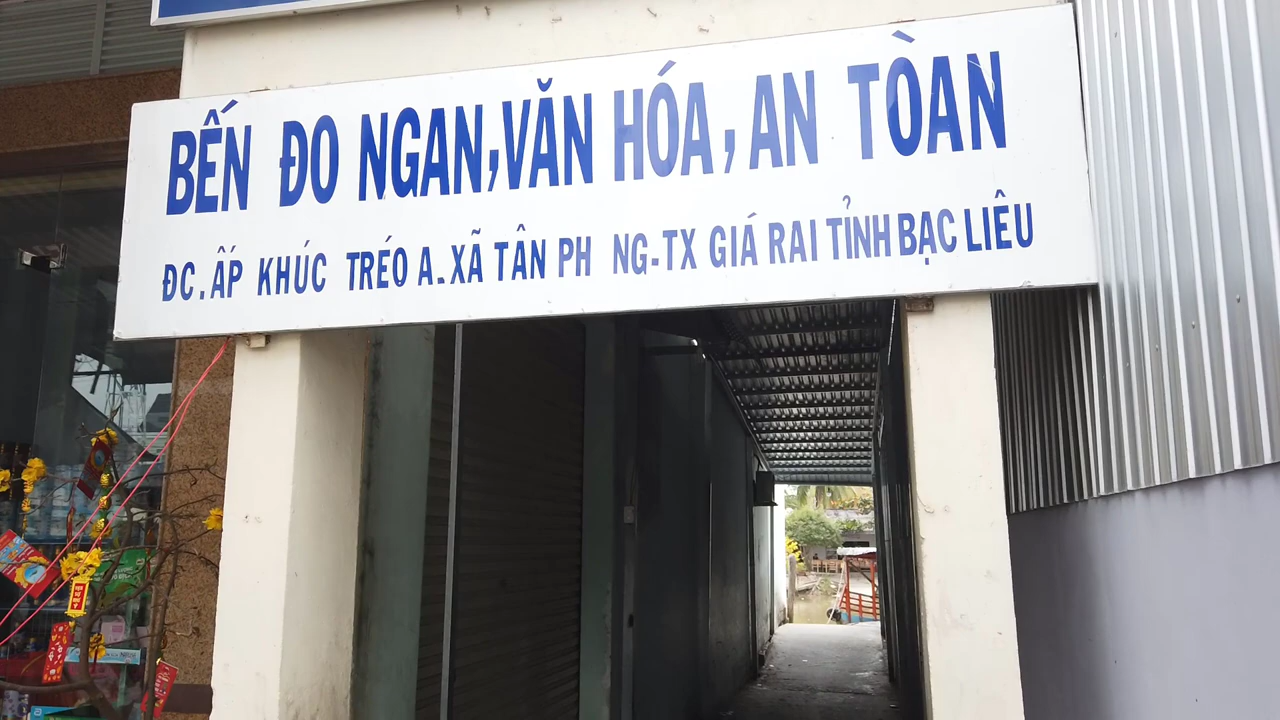 BẾN ĐO NGAN, VĂN HÓA, AN TÒAN
ĐC. ẤP KHÚC TRÉO A. XÃ TÂN PH NG-TX GIÁ RAI TỈNH BẠC LIÊU